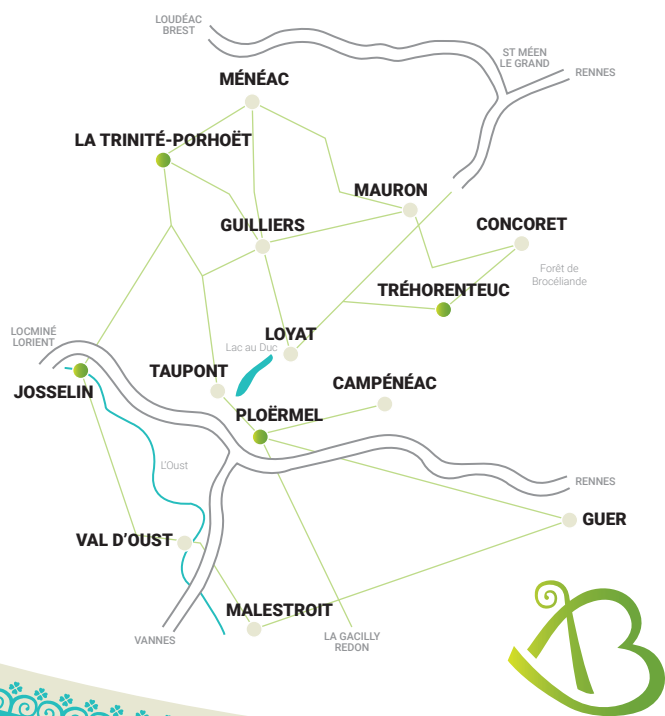 LOUDÉAC
BREST
ST MÉEN
LE GRAND
RENNES
MÉNÉAC
LA TRINITÉ-PORHOËT
MAURON
GUILLIERS
CONCORET
Forêt de
Brocéliande
TRÉHORENTEUC
LOCMINÉ
LORIENT
LOYAT
Lac au Duc
TAUPONT
CAMPÉNÉAC
JOSSELIN
PLOËRMEL
L'Oust
RENNES
GUER
VAL D'OUST
MALESTROIT
VANNES
LA GACILLY
REDON